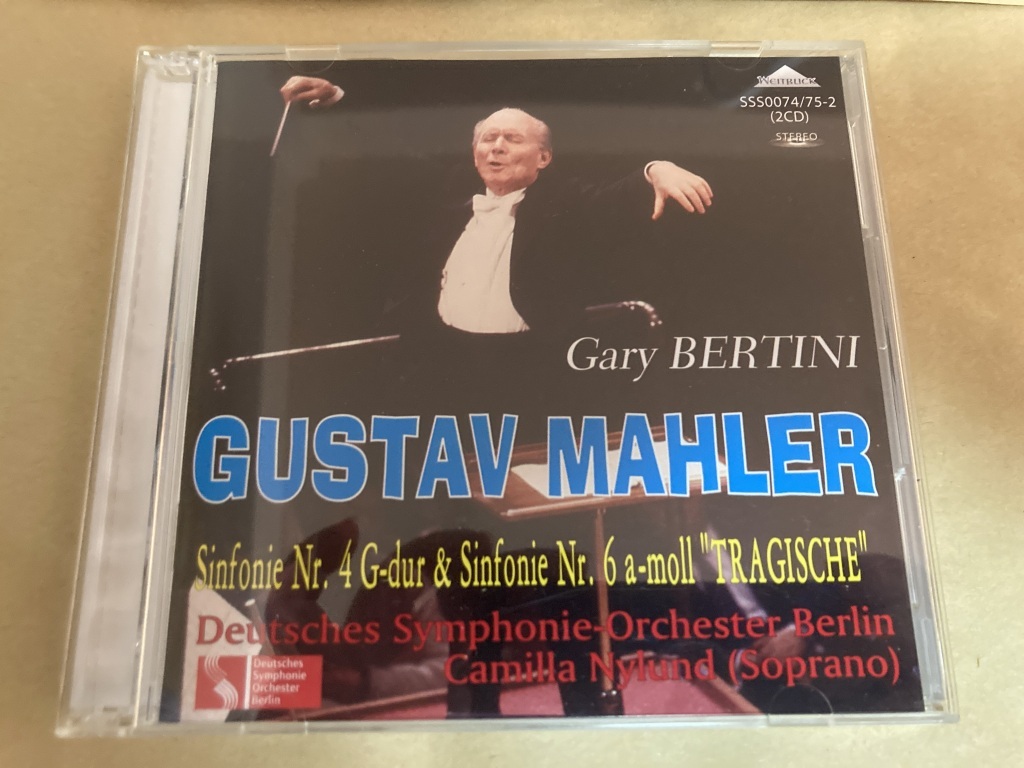 WEITBLICK
SSS0074/75-2
(2CD)
STEREO
Gary BERTINI
GUSTAV MAHLER
Sinfonie Nr. 4 G-dur & Sinfonie Nr. 6 a-moll "TRAGISCHE"
Deutsches Symphonie-Orchester Berlin
Camilla Nylund (Soprano)
Deutsches
Symphonie
Orchester
Berlin